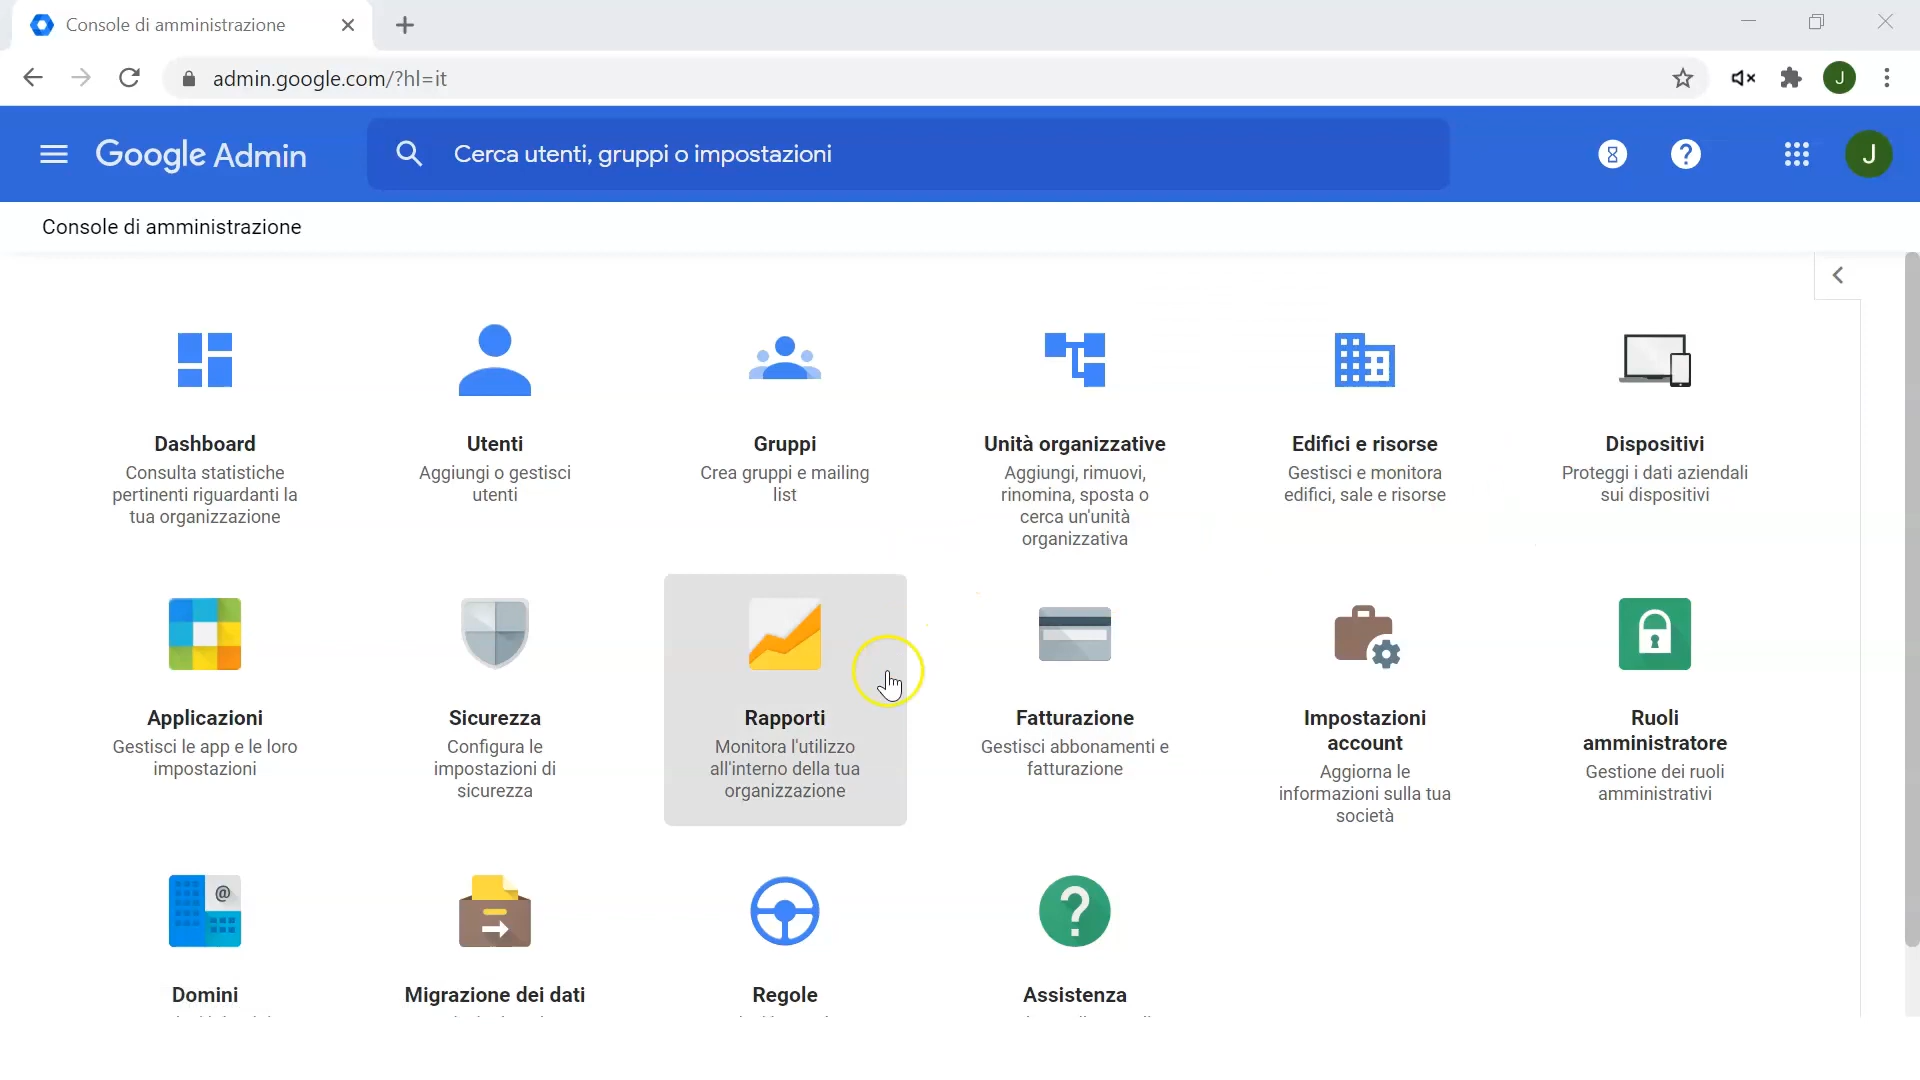 Console di amministrazione
admin.google.com/?hl=it
J
Google Admin
Cerca utenti, gruppi o impostazioni
?
J
Console di amministrazione
Dashboard
Consulta statistiche
pertinenti riguardanti la
tua organizzazione
Utenti
Aggiungi o gestisci
utenti
Gruppi
Crea gruppi e mailing
list
Unità organizzative
Aggiungi, rimuovi,
rinomina, sposta o
cerca un'unità
organizzativa
Edifici e risorse
Gestisci e monitora
edifici, sale e risorse
Dispositivi
Proteggi i dati aziendali
sui dispositivi
Applicazioni
Gestisci le app e le loro
impostazioni
Sicurezza
Configura le
impostazioni di
sicurezza
Rapporti
Monitora l'utilizzo
all'interno della tua
organizzazione
Fatturazione
Gestisci abbonamenti e
fatturazione
Impostazioni
account
Aggiorna le
informazioni sulla tua
società
Ruoli
amministratore
Gestione dei ruoli
amministrativi
@
Domini
Migrazione dei dati
Regole
?
Assistenza